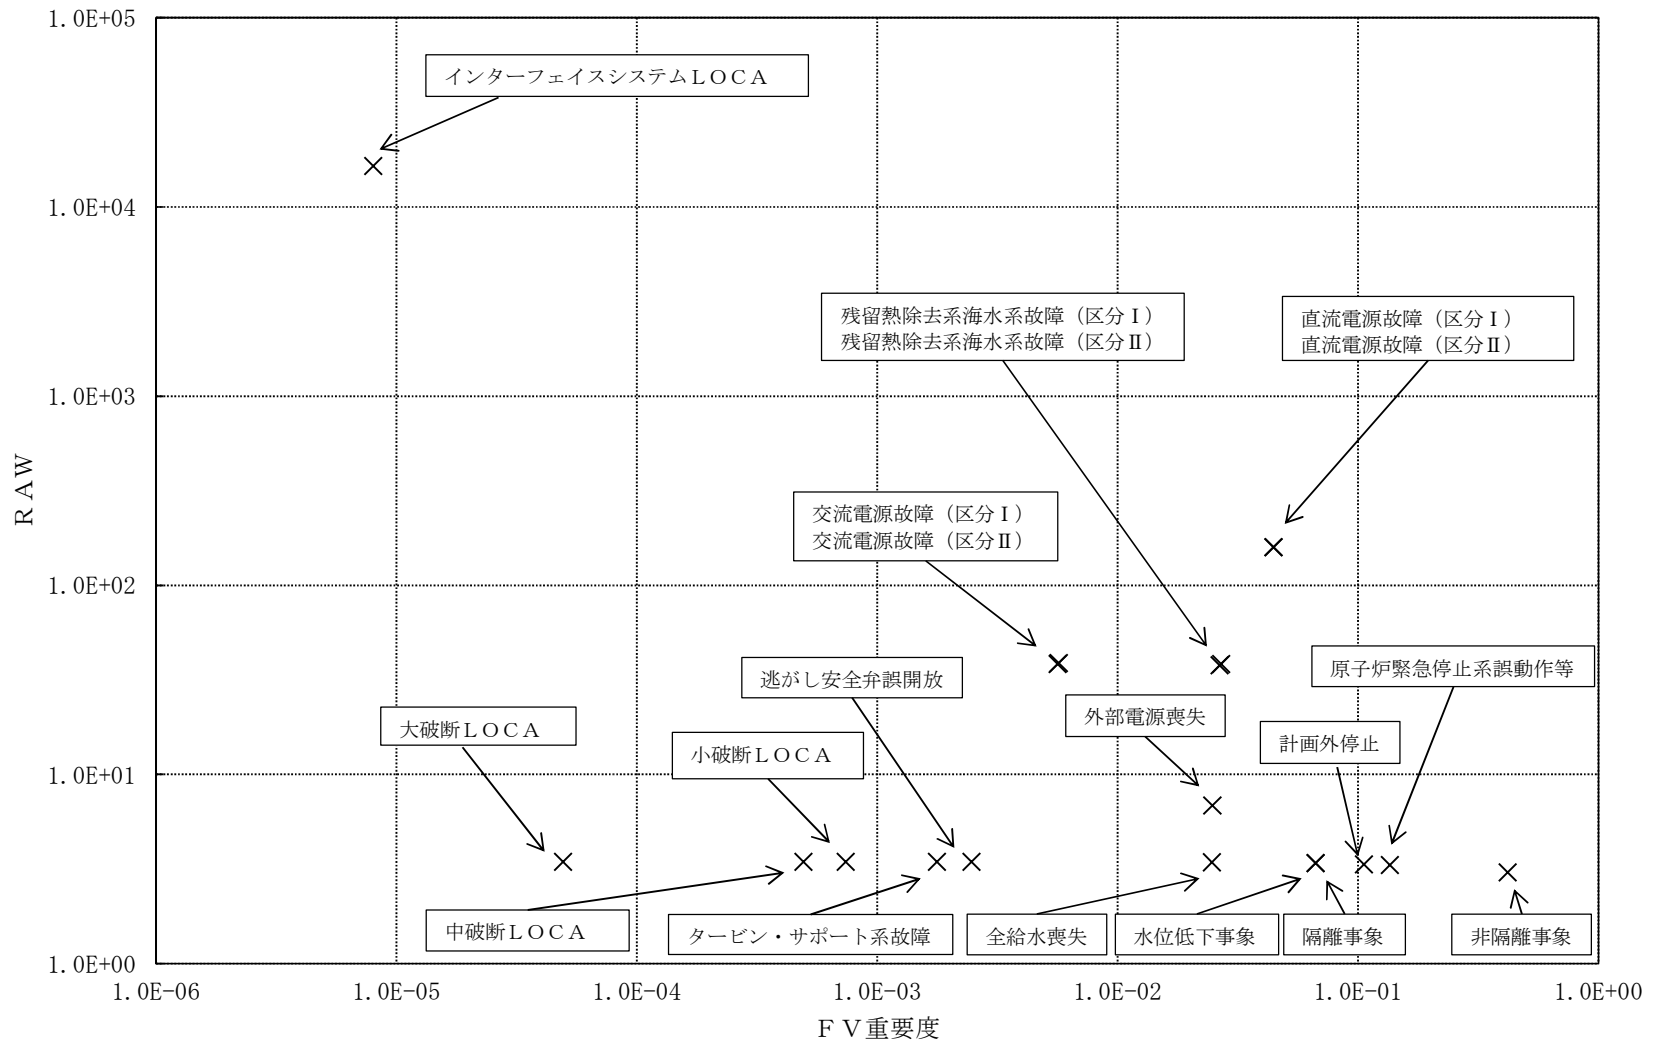 1.0E+05
インターフェイスシステムＬＯＣＡ
1.0E+04
残留熱除去系海水系故障（区分Ⅰ）
残留熱除去系海水系故障（区分Ⅱ）
直流電源故障（区分Ⅰ）
直流電源故障（区分Ⅱ）
1.0E+03
ＲＡＷ
交流電源故障（区分Ⅰ）
交流電源故障（区分Ⅱ）
1.0E+02
原子炉緊急停止系誤動作等
逃がし安全弁誤開放
外部電源喪失
大破断ＬＯＣＡ
計画外停止
小破断ＬＯＣＡ
1.0E+01
中破断ＬＯＣＡ
タービン・サポート系故障
全給水喪失
水位低下事象
隔離事象
非隔離事象
1.0E+00
1.0E-06
1.0E-05
1.0E-04
1.0E-03
1.0E-02
1.0E-01
1.0E+00
ＦＶ重要度